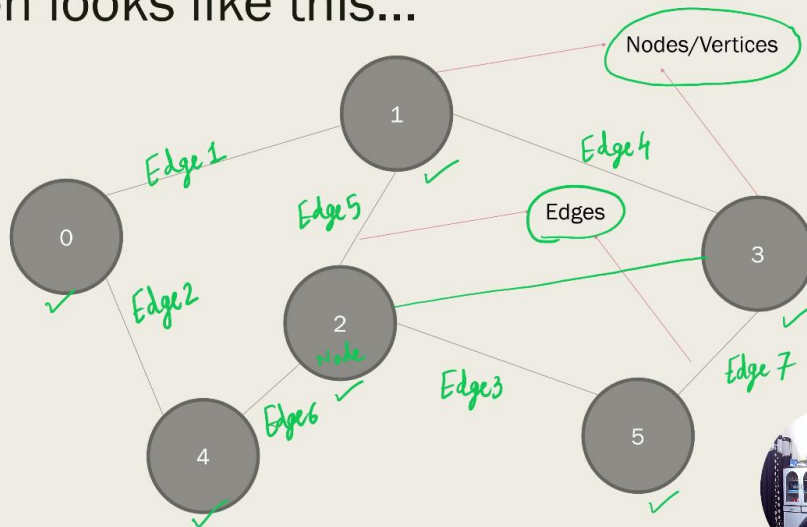 n looks like this...
Nodes/Vertices
1
Edge 1
Edge 4
Edge 5
Edges
0
3
Edge 2
2
Node
Edge 7
Edge 3
Edge 6
5
4